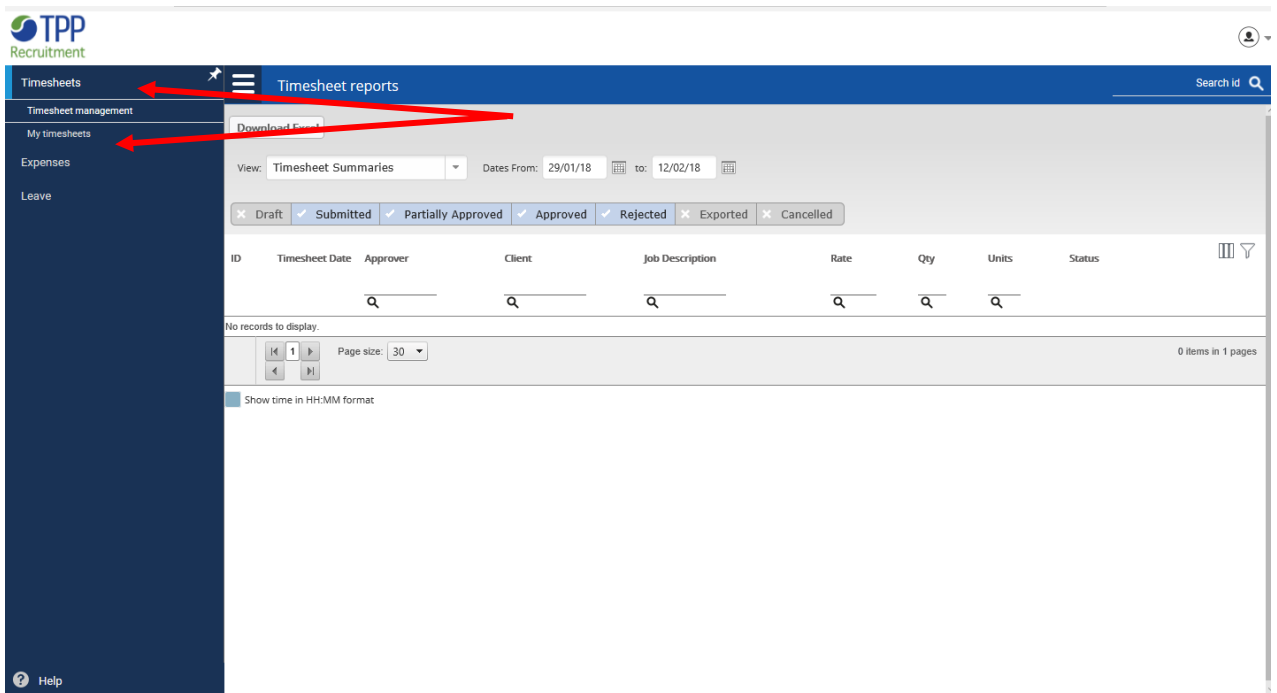 TPP
Recruitment
Timesheets
Timesheet management
My timesheets
Expenses
Leave
Help
Timesheet reports
Search id
Download Excel
View: Timesheet Summaries Dates From: 29/01/18 to: 12/02/18
Draft Submitted Partially Approved Approved Rejected Exported Cancelled
ID Timesheet Date Approver Client Job Description Rate Qty Units Status
No records to display.
1 Page size: 30 0 items in 1 pages
Show time in HH:MM format